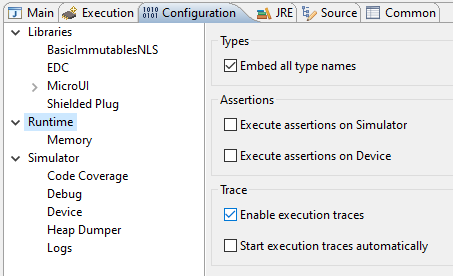 Main Execution Configuration JRE Source Common
Libraries
BasicImmutablesNLS
EDC
MicroUI
Shielded Plug
Runtime
Memory
Simulator
Code Coverage
Debug
Device
Heap Dumper
Logs
Types
Embed all type names
Assertions
Execute assertions on Simulator
Execute assertions on Device
Trace
Enable execution traces
Start execution traces automatically